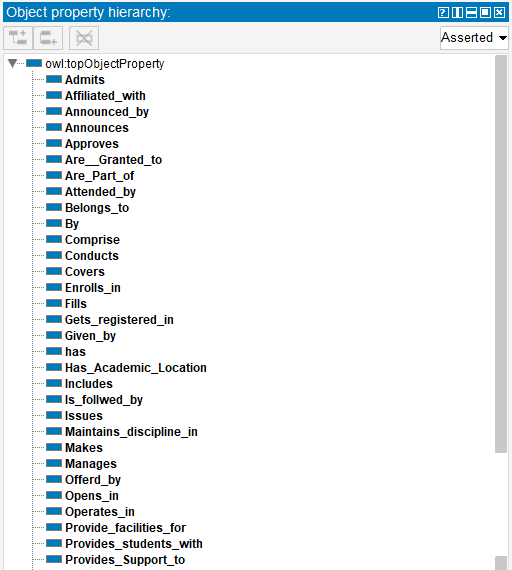 Object property hierarchy:
Asserted
owl:topObjectProperty
Admits
Affiliated_with
Announced_by
Announces
Approves
Are__Granted_to
Are_Part_of
Attended_by
Belongs_to
By
Comprise
Conducts
Covers
Enrolls_in
Fills
Gets_registered_in
Given_by
has
Has_Academic_Location
Includes
Is_follwed_by
Issues
Maintains_discipline_in
Makes
Manages
Offerd_by
Opens_in
Operates_in
Provide_facilities_for
Provides_students_with
Provides_Support_to